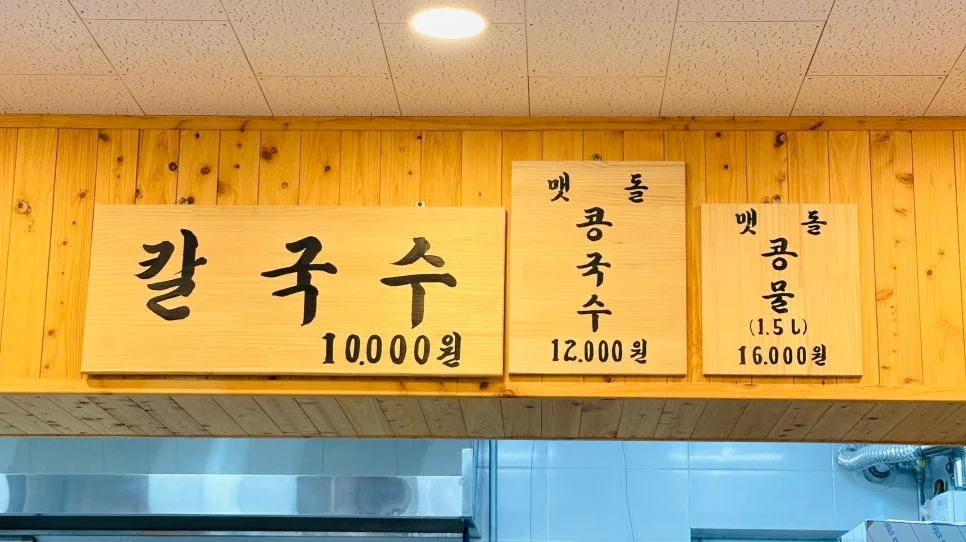 칼국수
10.000원
맷돌
콩
국
수
12.000원
맷돌
콩
물
(1.5L)
16.000원